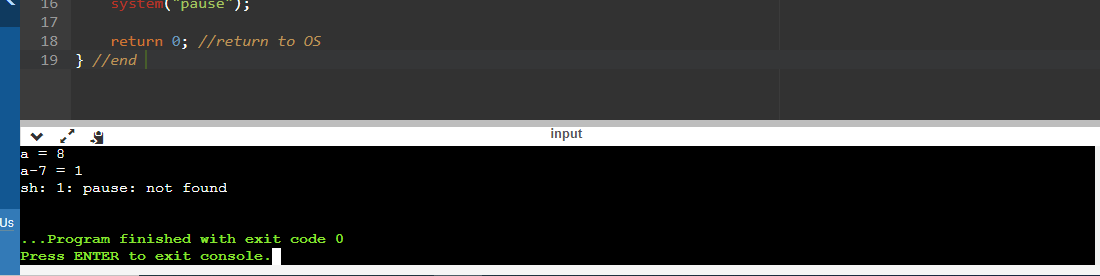 16 system("pause");
17
18 return 0; //return to OS
19 } //end
input
a = 8
a-7 = 1
sh: 1: pause: not found
Us
...Program finished with exit code 0
Press ENTER to exit console.